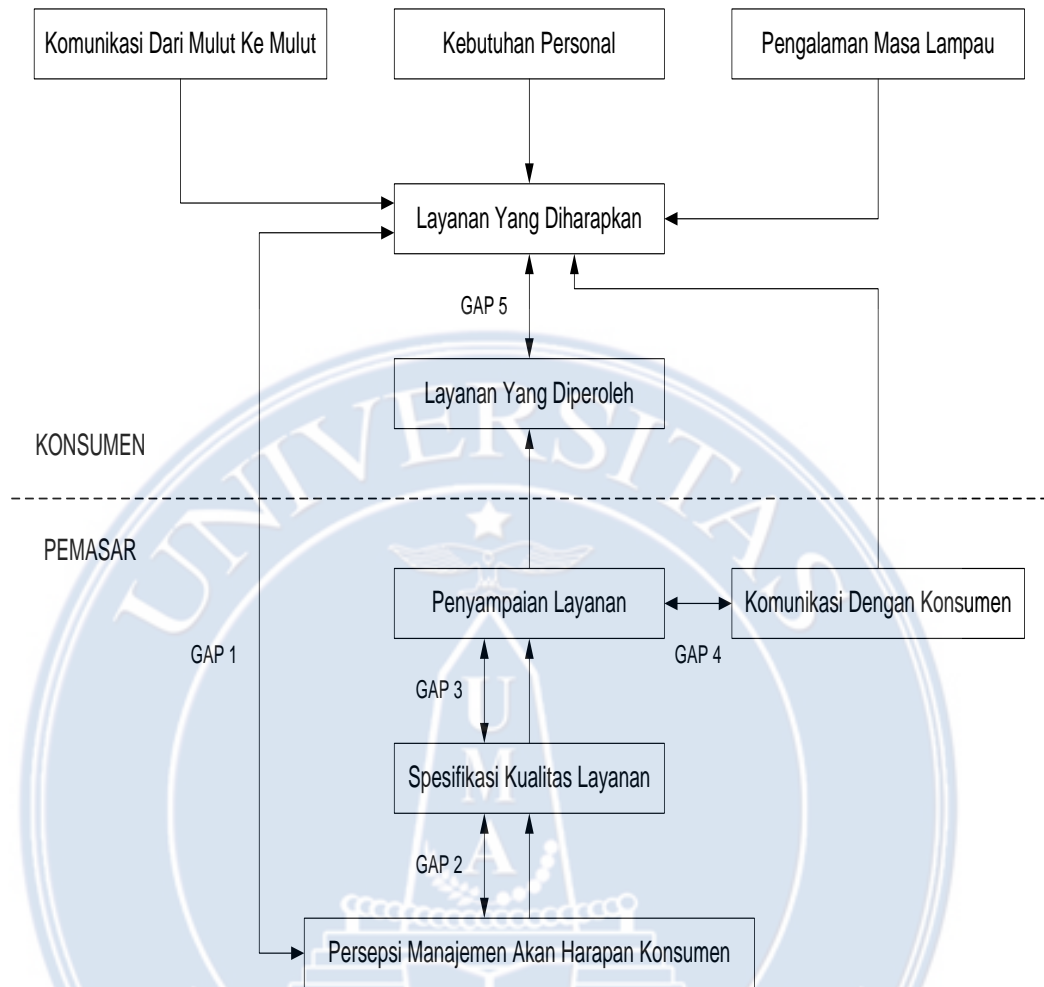 Komunikasi Dari Mulut Ke Mulut
Kebutuhan Personal
Pengalaman Masa Lampau
Layanan Yang Diharapkan
GAP 5
Layanan Yang Diperoleh
KONSUMEN
PEMASAR
Penyampaian Layanan
Komunikasi Dengan Konsumen
GAP 1
GAP 4
GAP 3
Spesifikasi Kualitas Layanan
GAP 2
Persepsi Manajemen Akan Harapan Konsumen
UNIVERSITAS
U
M
A